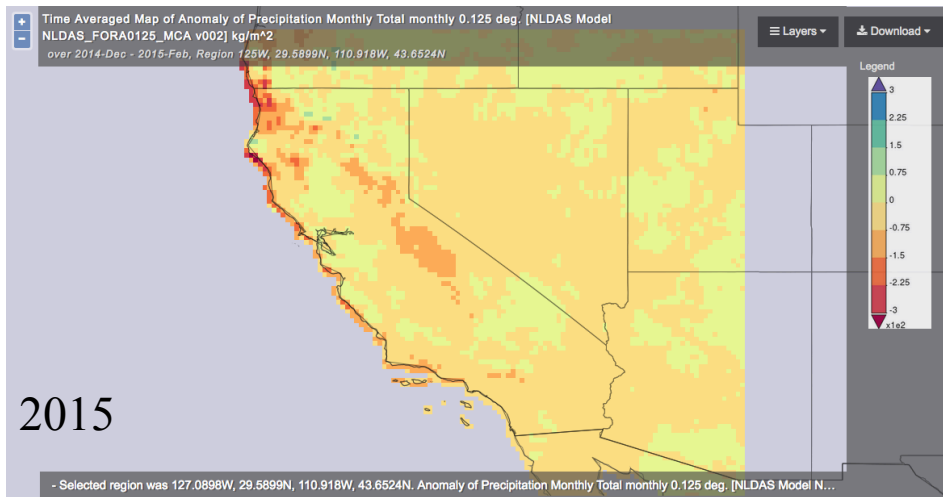 +
−
Time Averaged Map of Anomaly of Precipitation Monthly Total monthly 0.125 deg. [NLDAS Model
NLDAS_FORA0125_MCA v002] kg/m^2
over 2014-Dec - 2015-Feb, Region 125W, 29.5899N, 110.918W, 43.6524N
Layers
Download
Legend
3
2.25
1.5
0.75
0
-0.75
-1.5
-2.25
-3
x1e2
2015
- Selected region was 127.0898W, 29.5899N, 110.918W, 43.6524N. Anomaly of Precipitation Monthly Total monthly 0.125 deg. [NLDAS Model N...